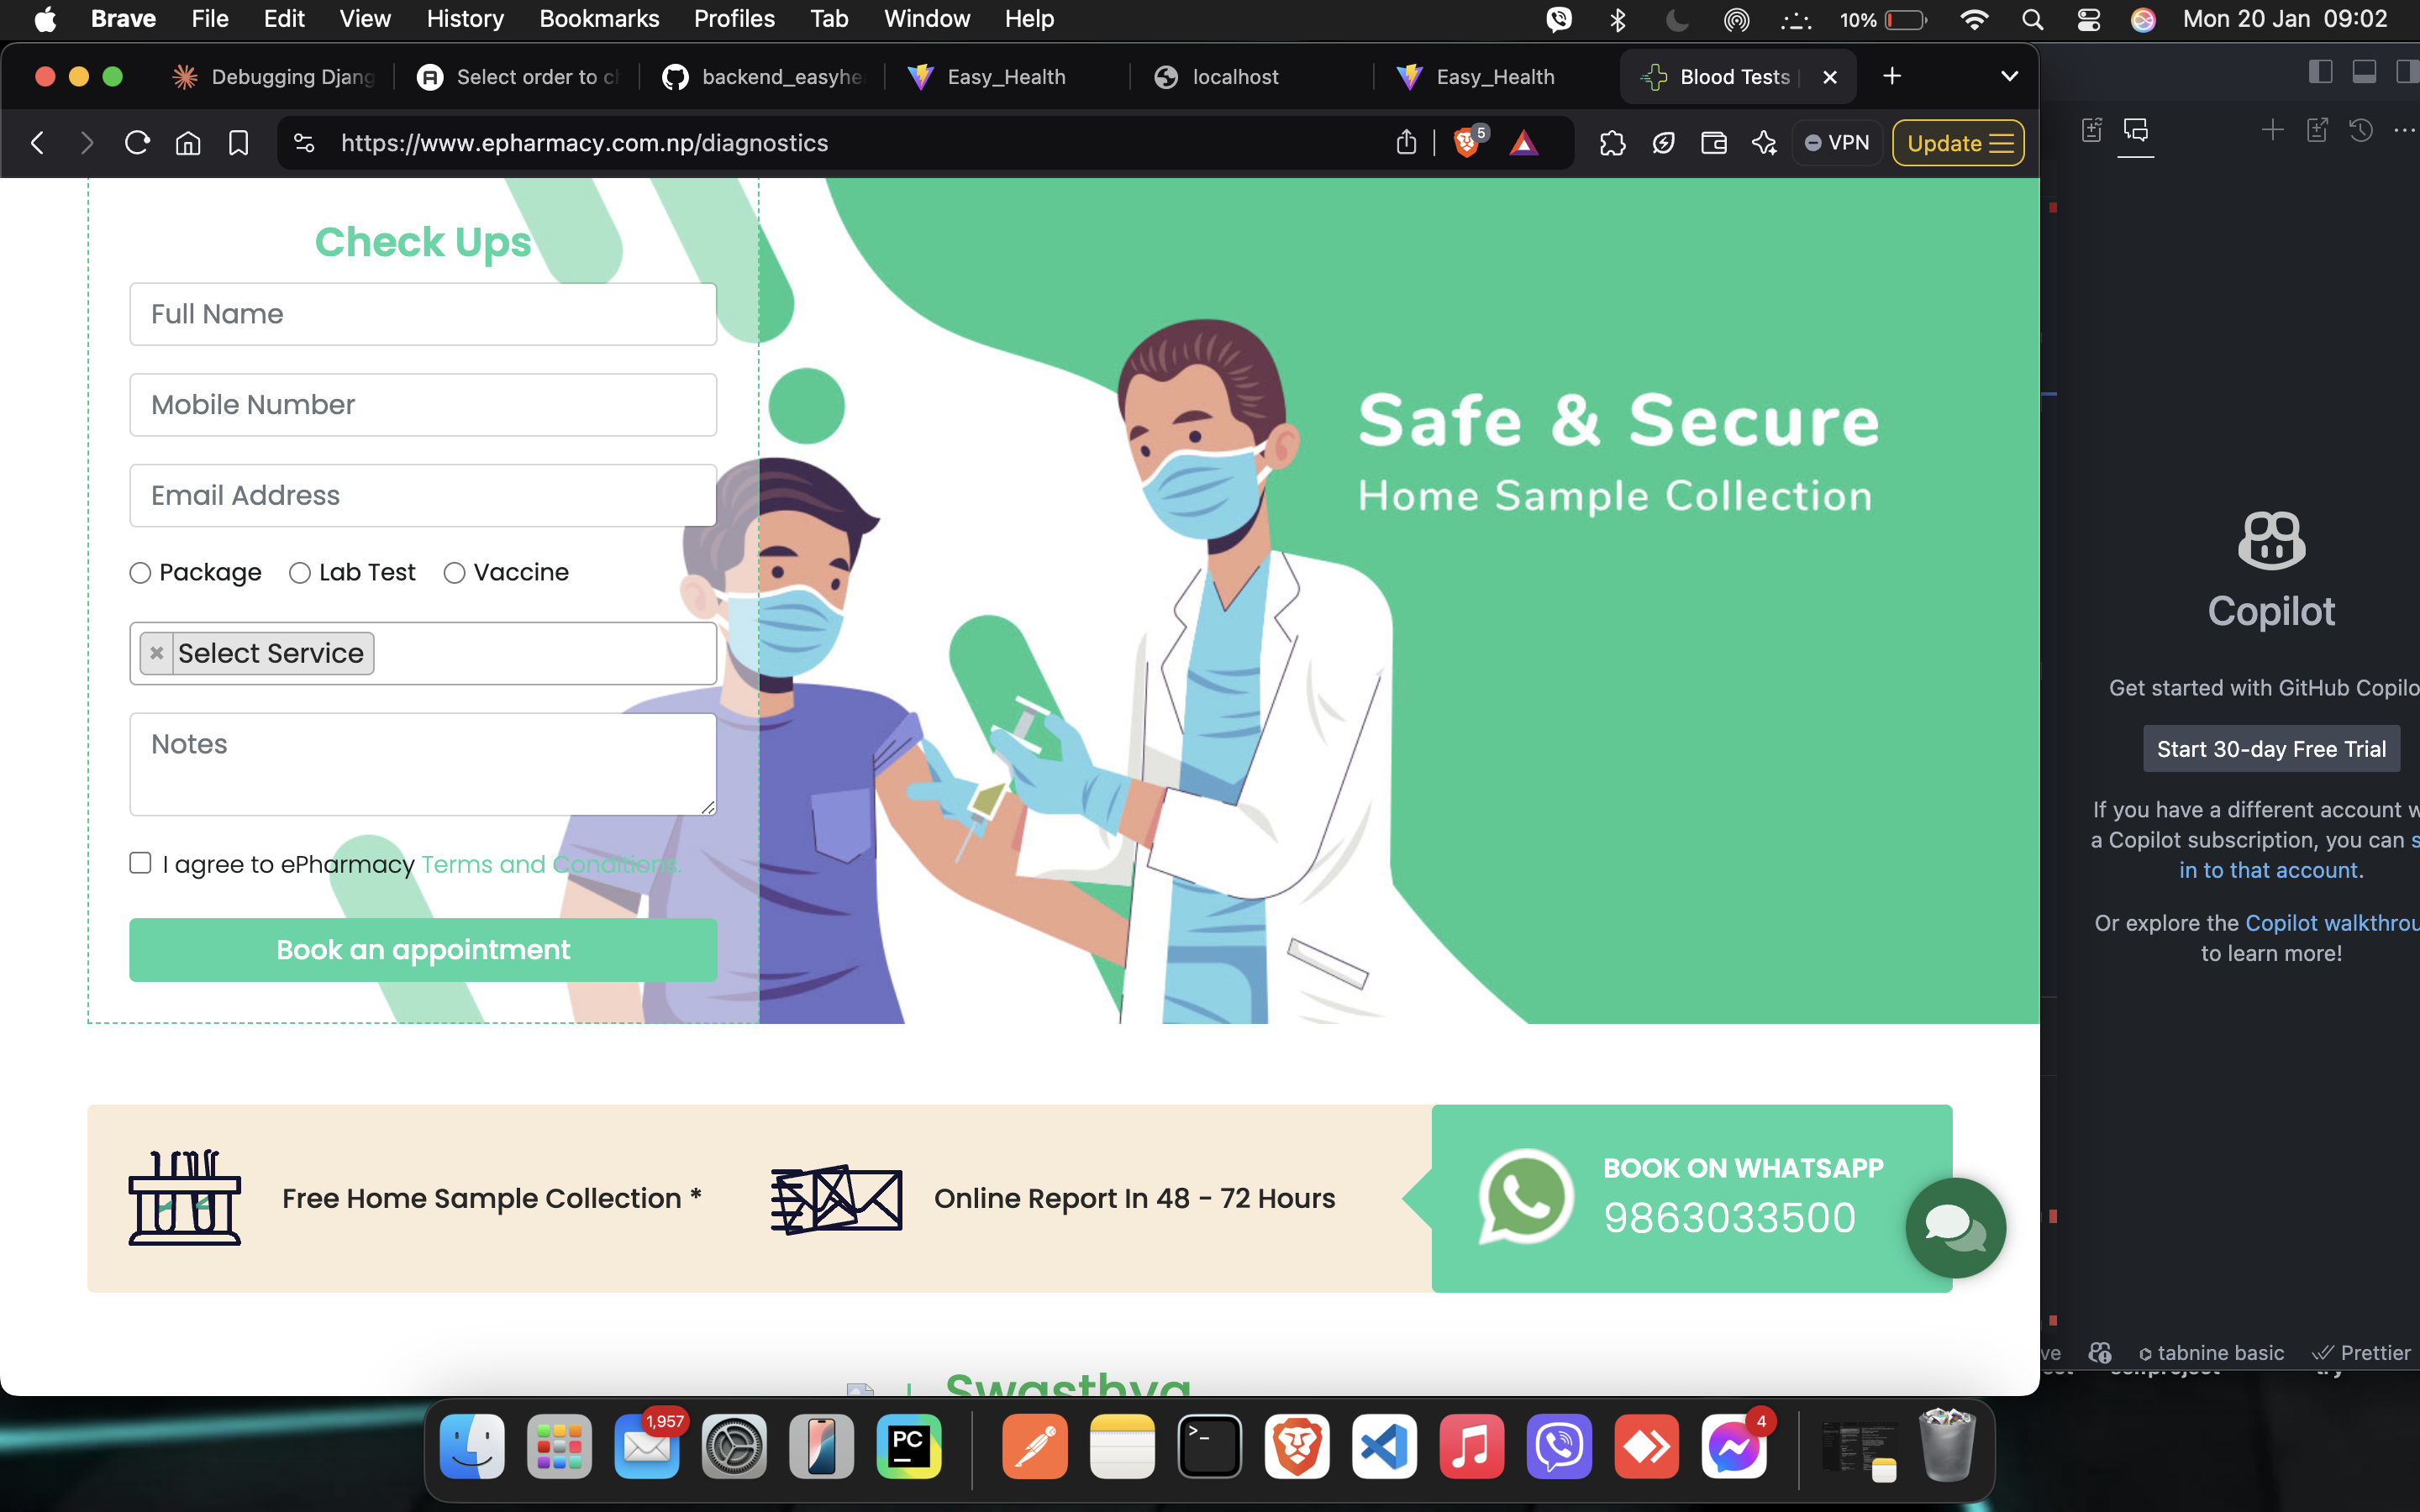 Brave File Edit View History Bookmarks Profiles Tab Window Help 10% Mon 20 Jan 09:02
Debugging Djang
Select order to ch
backend_easyhe
Easy_Health
localhost
Easy_Health
Blood Tests |
https://www.epharmacy.com.np/diagnostics
5
VPN
Update
Check Ups
Full Name
Mobile Number
Email Address
Package Lab Test Vaccine
Select Service
Notes
I agree to ePharmacy Terms and Conditions.
Book an appointment
Safe & Secure
Home Sample Collection
Free Home Sample Collection *
Online Report In 48 - 72 Hours
BOOK ON WHATSAPP
9863033500
Swasthya
Copilot
Get started with GitHub Copilo
Start 30-day Free Trial
If you have a different account w
a Copilot subscription, you can s
in to that account.
Or explore the Copilot walkthrou
to learn more!
ve tabnine basic Prettier
1,957
PC
4